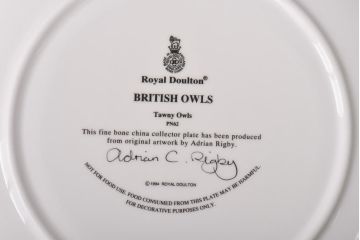 Royal Doulton®
BRITISH OWLS
Tawny Owls
PN62
This fine bone china collector plate has been produced
from original artwork by Adrian Rigby.
Adrian C. Rigby
© 1994 ROYAL DOULTON
NOT FOR FOOD USE. FOOD CONSUMED FROM THIS PLATE MAY BE HARMFUL.
FOR DECORATIVE PURPOSES ONLY.